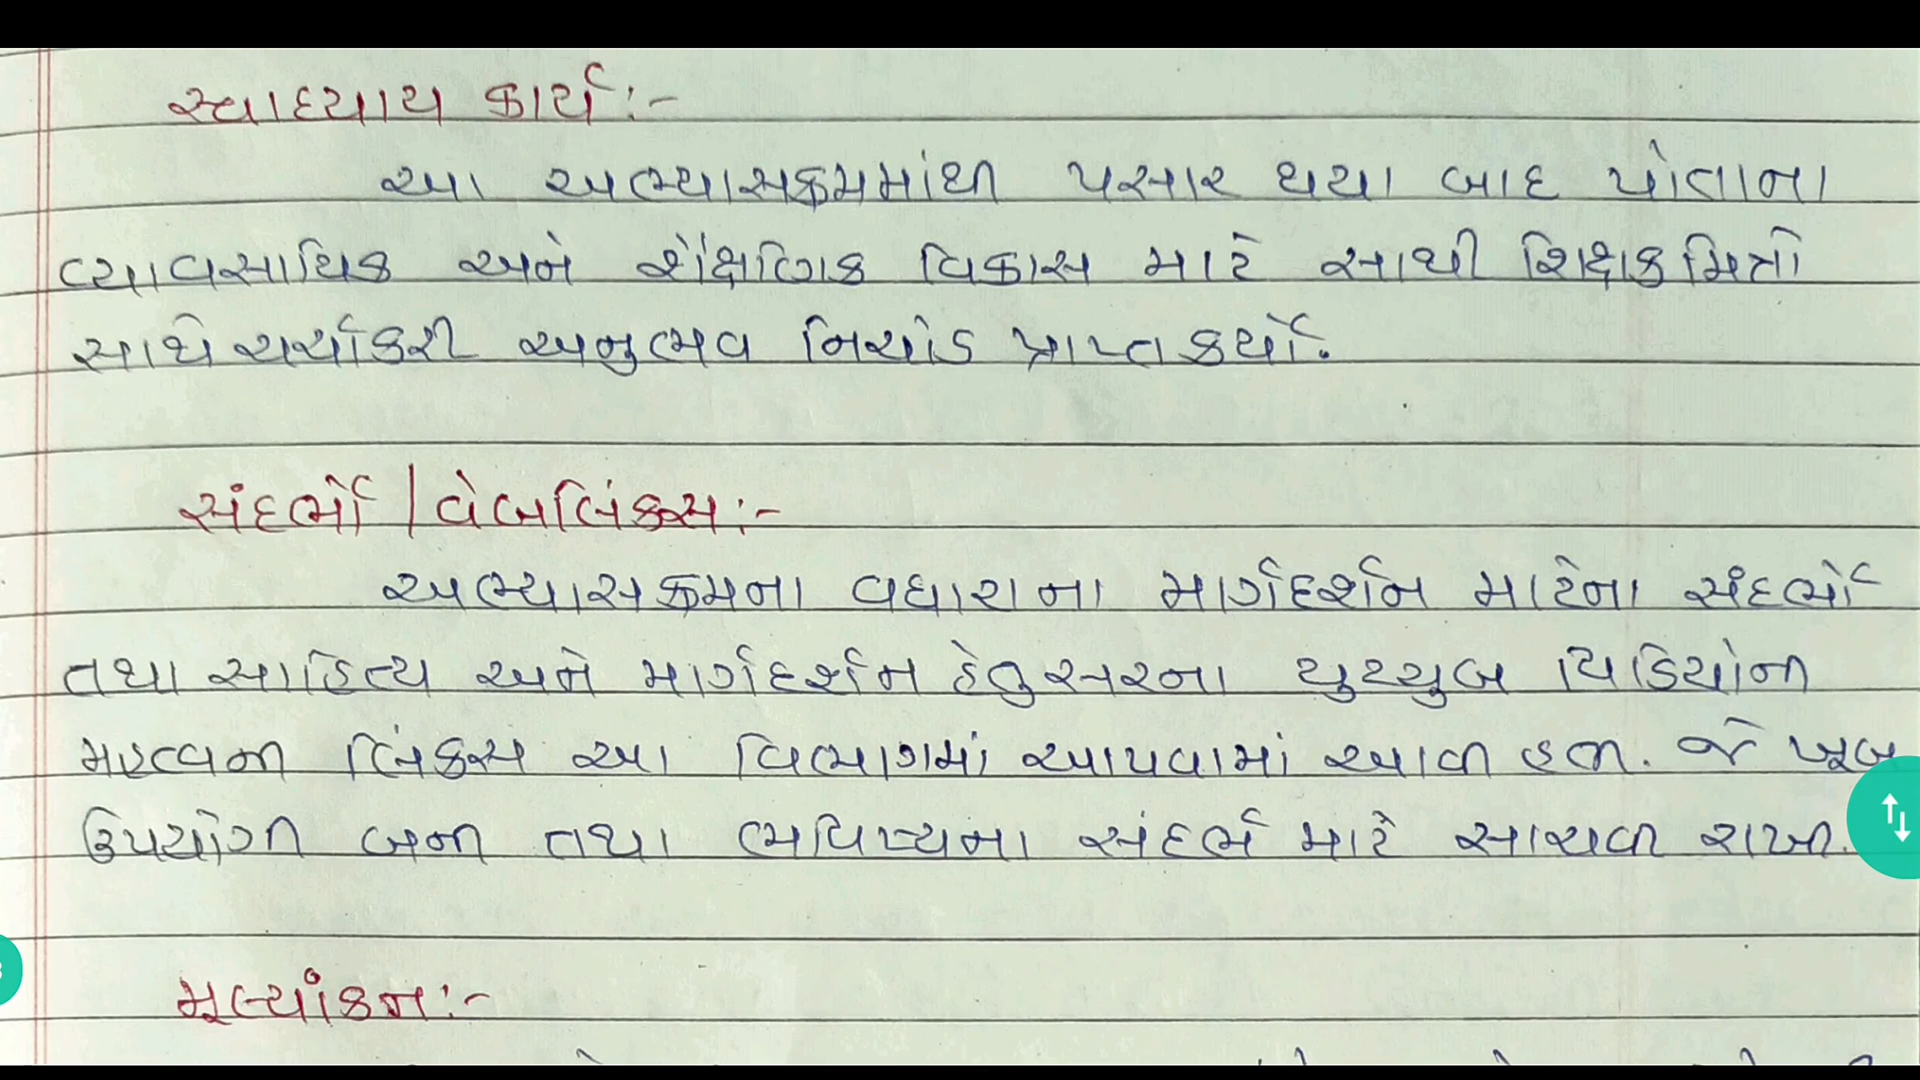 સ્વાધ્યાય કાર્ય:-
આ અભ્યાસક્રમમાંથી પસાર થયા બાદ પોતાના
વ્યાવસાયિક અને શૈક્ષણિક વિકાસ માટે સાથી શિક્ષક મિત્રો
સાથે ચર્ચા કરી અનુભવ નિચોડ પ્રાપ્ત કર્યો.
સંદર્ભો / વેબલિંક્સ:-
અભ્યાસક્રમના વધારાના માર્ગદર્શન માટેના સંદર્ભો
તથા સાહિત્ય અને માર્ગદર્શન હેતુસરના યુટ્યુબ વિડિયોની
મહત્વની લિંક્સ આ વિભાગમાં આપવામાં આવી હતી. જે ખૂબ
ઉપયોગી બની તથા ભવિષ્યના સંદર્ભ માટે સાચવી રાખી.
મૂલ્યાંકન:-